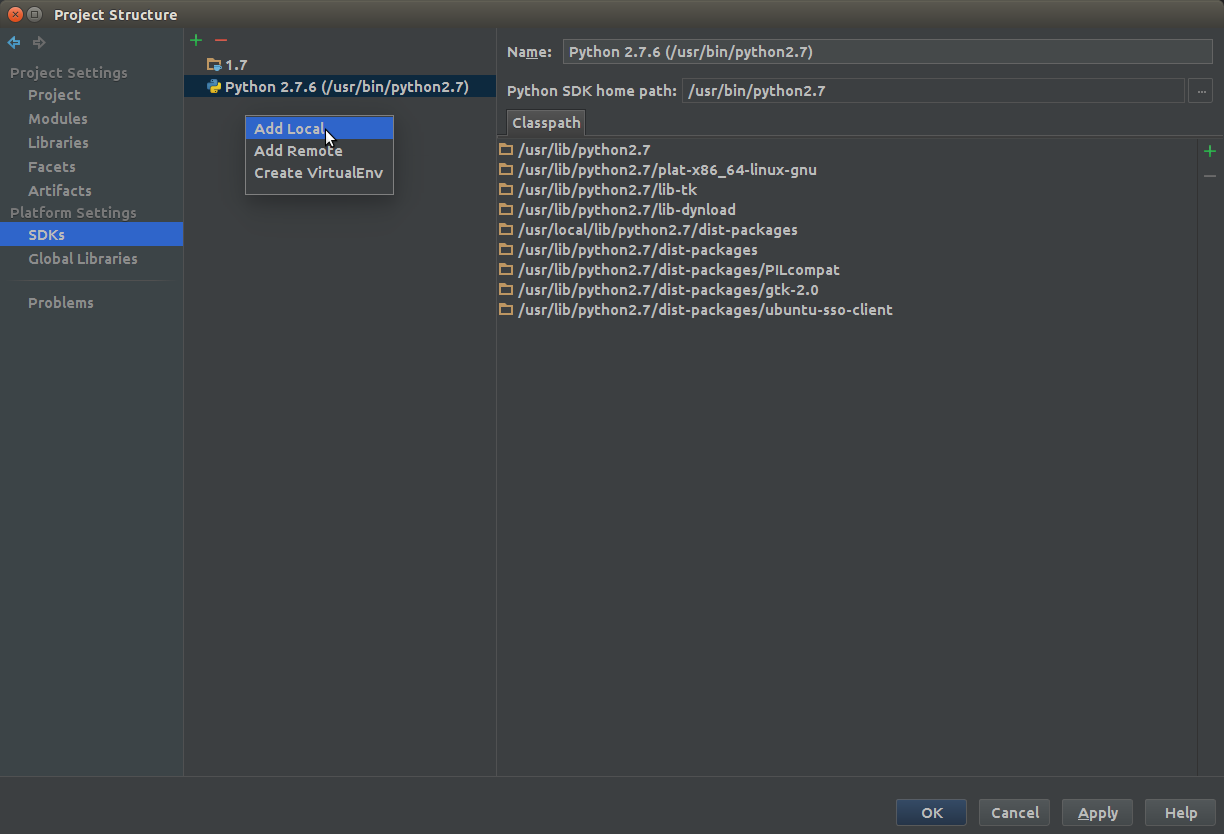 Project Structure
Project Settings
Project
Modules
Libraries
Facets
Artifacts
Platform Settings
SDKs
Global Libraries
Problems
1.7
Python 2.7.6 (/usr/bin/python2.7)
Add Local
Add Remote
Create VirtualEnv
Name: Python 2.7.6 (/usr/bin/python2.7)
Python SDK home path: /usr/bin/python2.7 ...
Classpath
/usr/lib/python2.7
/usr/lib/python2.7/plat-x86_64-linux-gnu
/usr/lib/python2.7/lib-tk
/usr/lib/python2.7/lib-dynload
/usr/local/lib/python2.7/dist-packages
/usr/lib/python2.7/dist-packages
/usr/lib/python2.7/dist-packages/PILcompat
/usr/lib/python2.7/dist-packages/gtk-2.0
/usr/lib/python2.7/dist-packages/ubuntu-sso-client
OK Cancel Apply Help